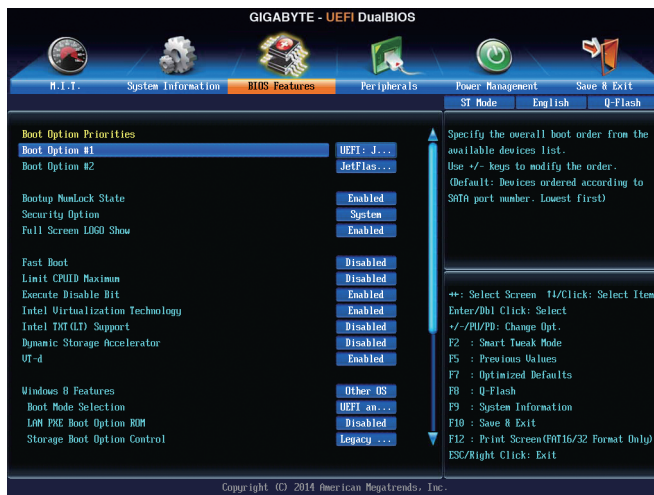 GIGABYTE - UEFI DualBIOS
M.I.T. System Information BIOS Features Peripherals Power Management Save & Exit
ST Mode English Q-Flash
Boot Option Priorities
Boot Option #1 UEFI: J...
Boot Option #2 JetFlas...
Bootup NumLock State Enabled
Security Option System
Full Screen LOGO Show Enabled
Fast Boot Disabled
Limit CPUID Maximum Disabled
Execute Disable Bit Enabled
Intel Virtualization Technology Enabled
Intel TXT(LT) Support Disabled
Dynamic Storage Accelerator Disabled
VT-d Enabled
Windows 8 Features Other OS
Boot Mode Selection UEFI an...
LAN PXE Boot Option ROM Disabled
Storage Boot Option Control Legacy ...
Specify the overall boot order from the
available devices list.
Use +/- keys to modify the order.
(Default: Devices ordered according to
SATA port number. Lowest first)
↔: Select Screen ↑↓/Click: Select Item
Enter/Dbl Click: Select
+/-/PU/PD: Change Opt.
F2 : Smart Tweak Mode
F5 : Previous Values
F7 : Optimized Defaults
F8 : Q-Flash
F9 : System Information
F10 : Save & Exit
F12 : Print Screen(FAT16/32 Format Only)
ESC/Right Click: Exit
Copyright (C) 2014 American Megatrends, Inc.